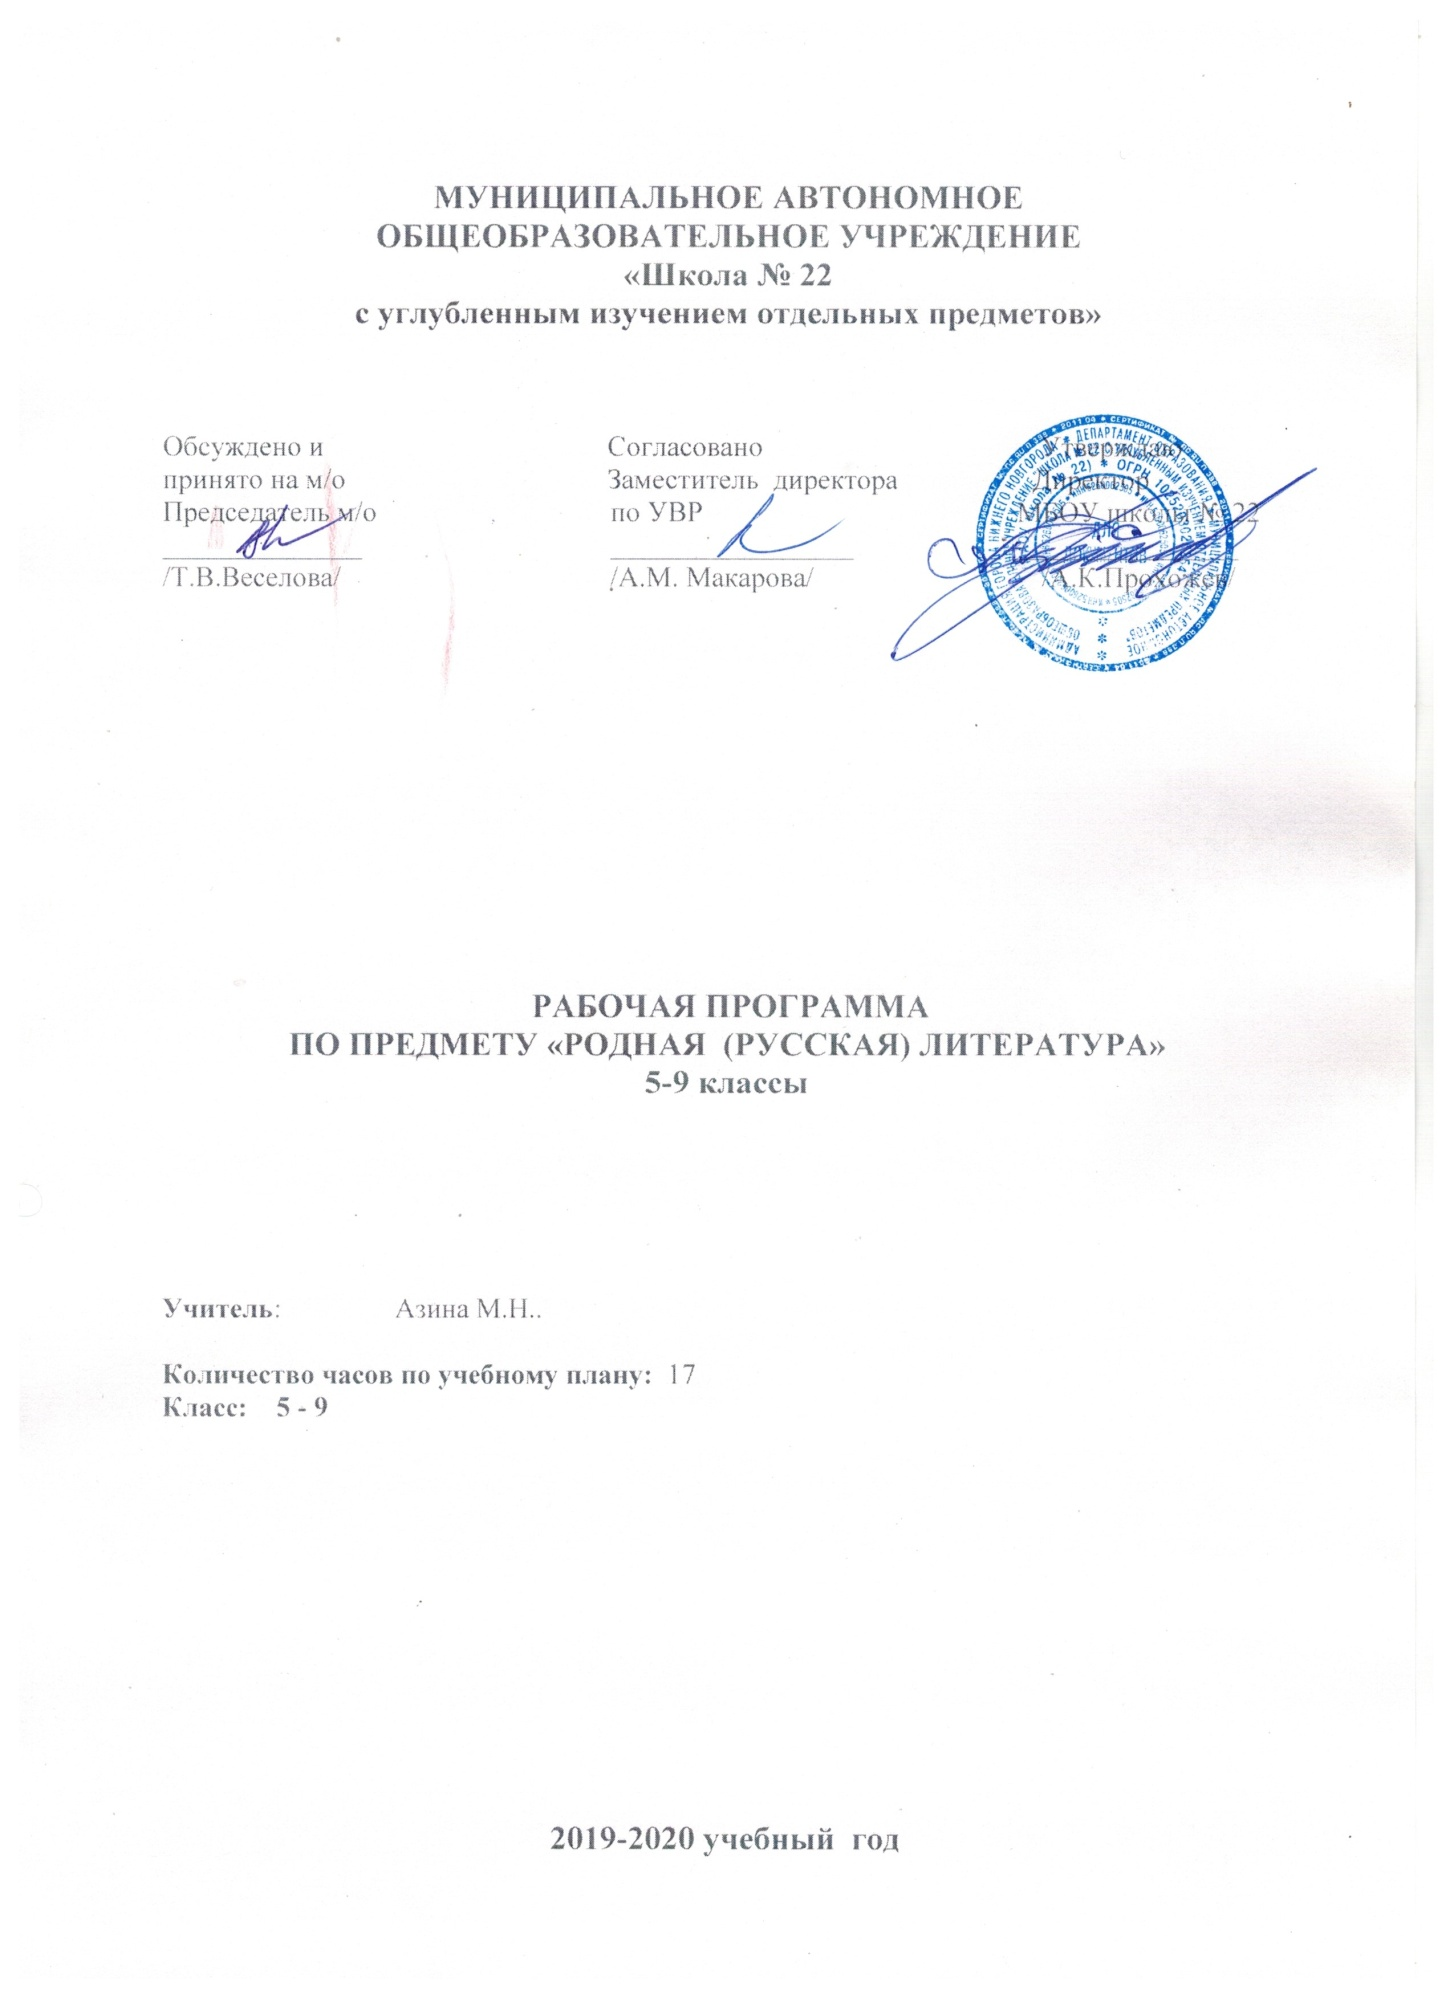 МУНИЦИПАЛЬНОЕ АВТОНОМНОЕ
ОБЩЕОБРАЗОВАТЕЛЬНОЕ УЧРЕЖДЕНИЕ
«Школа № 22
с углубленным изучением отдельных предметов»
Обсуждено и
принято на м/о
Председатель м/о
/Т.В.Веселова/
Согласовано
Заместитель директора
по УВР
/А.М. Макарова/
Утверждаю
Директор
МБОУ школы № 22
/А.К.Прохожев/
РАБОЧАЯ ПРОГРАММА
ПО ПРЕДМЕТУ «РОДНАЯ (РУССКАЯ) ЛИТЕРАТУРА»
5-9 классы
Учитель: Азина М.Н..
Количество часов по учебному плану: 17
Класс: 5 - 9
2019-2020 учебный год